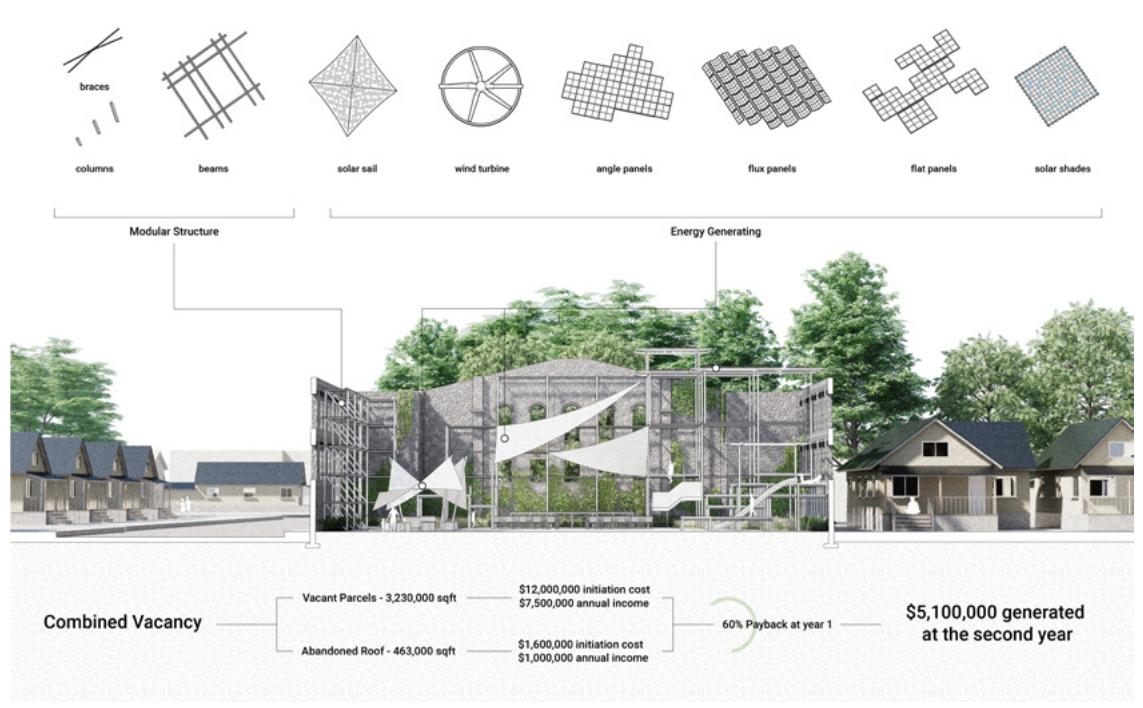 braces
columns
beams
solar sail
wind turbine
angle panels
flux panels
flat panels
solar shades
Modular Structure
Energy Generating
Combined Vacancy
Vacant Parcels - 3,230,000 sqft
$12,000,000 initiation cost
$7,500,000 annual income
Abandoned Roof - 463,000 sqft
$1,600,000 initiation cost
$1,000,000 annual income
60% Payback at year 1
$5,100,000 generated
at the second year